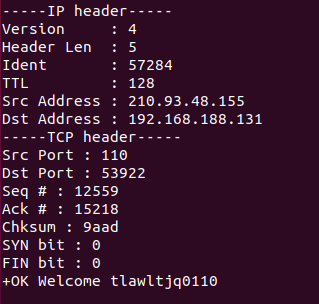 -----IP header-----
Version     : 4
Header Len  : 5
Ident       : 57284
TTL         : 128
Src Address : 210.93.48.155
Dst Address : 192.168.188.131
-----TCP header-----
Src Port : 110
Dst Port : 53922
Seq # : 12559
Ack # : 15218
Chksum : 9aad
SYN bit : 0
FIN bit : 0
+OK Welcome tlawltjq0110